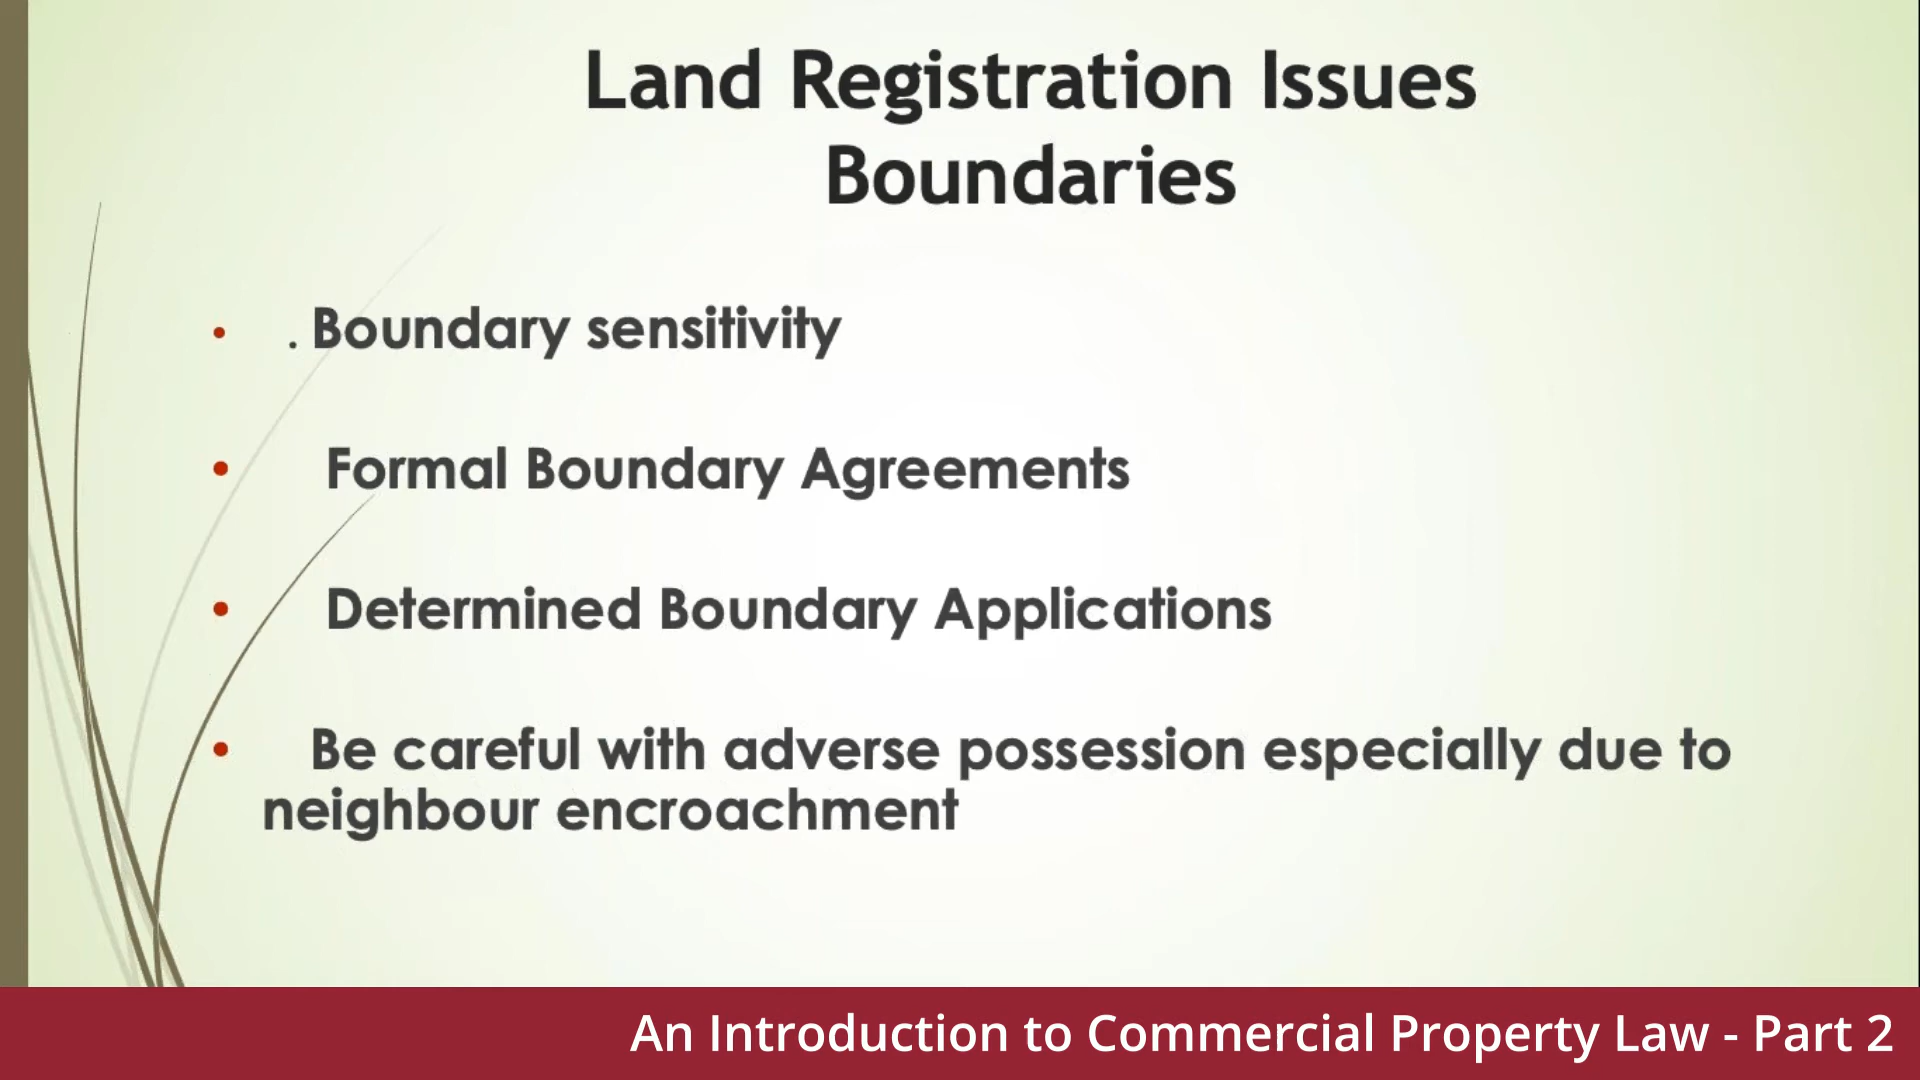 Land Registration Issues
Boundaries
• . Boundary sensitivity
• Formal Boundary Agreements
• Determined Boundary Applications
• Be careful with adverse possession especially due to
neighbour encroachment
An Introduction to Commercial Property Law - Part 2